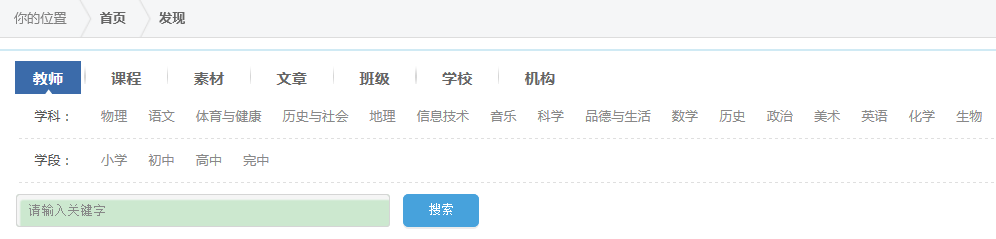 你的位置 首页 发现
教师 课程 素材 文章 班级 学校 机构
学科： 物理 语文 体育与健康 历史与社会 地理 信息技术 音乐 科学 品德与生活 数学 历史 政治 美术 英语 化学 生物
学段： 小学 初中 高中 完中
请输入关键字 搜索